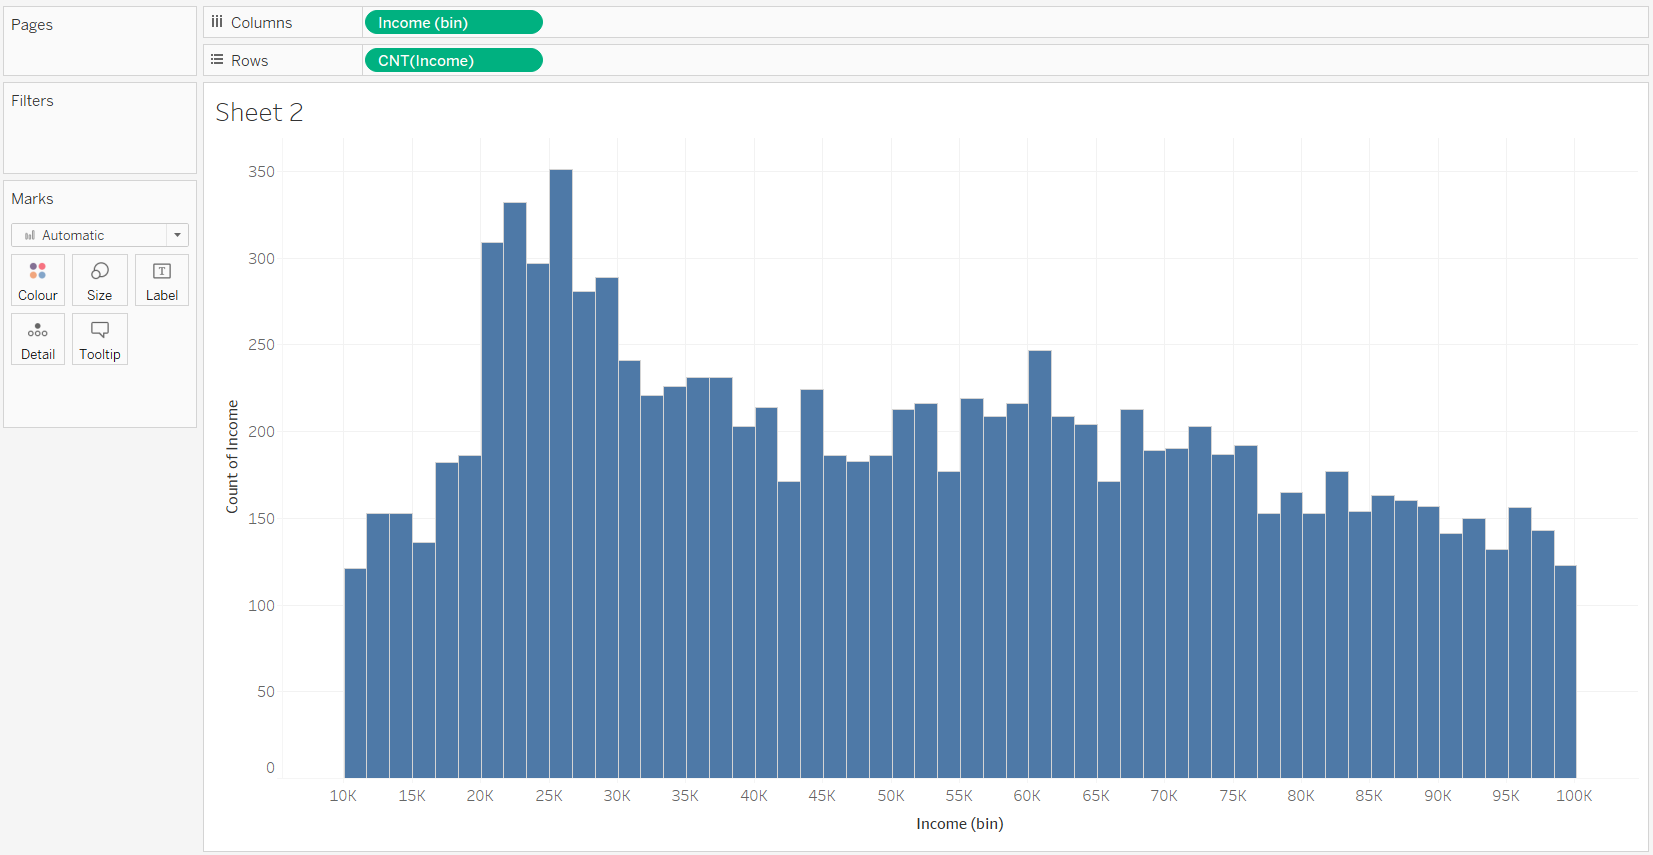 Pages
Columns
Income (bin)
Rows
CNT(Income)
Filters
Marks
Automatic
Colour
Size
Label
Detail
Tooltip
Sheet 2
Count of Income
350
300
250
200
150
100
50
0
10K 15K 20K 25K 30K 35K 40K 45K 50K 55K 60K 65K 70K 75K 80K 85K 90K 95K 100K
Income (bin)